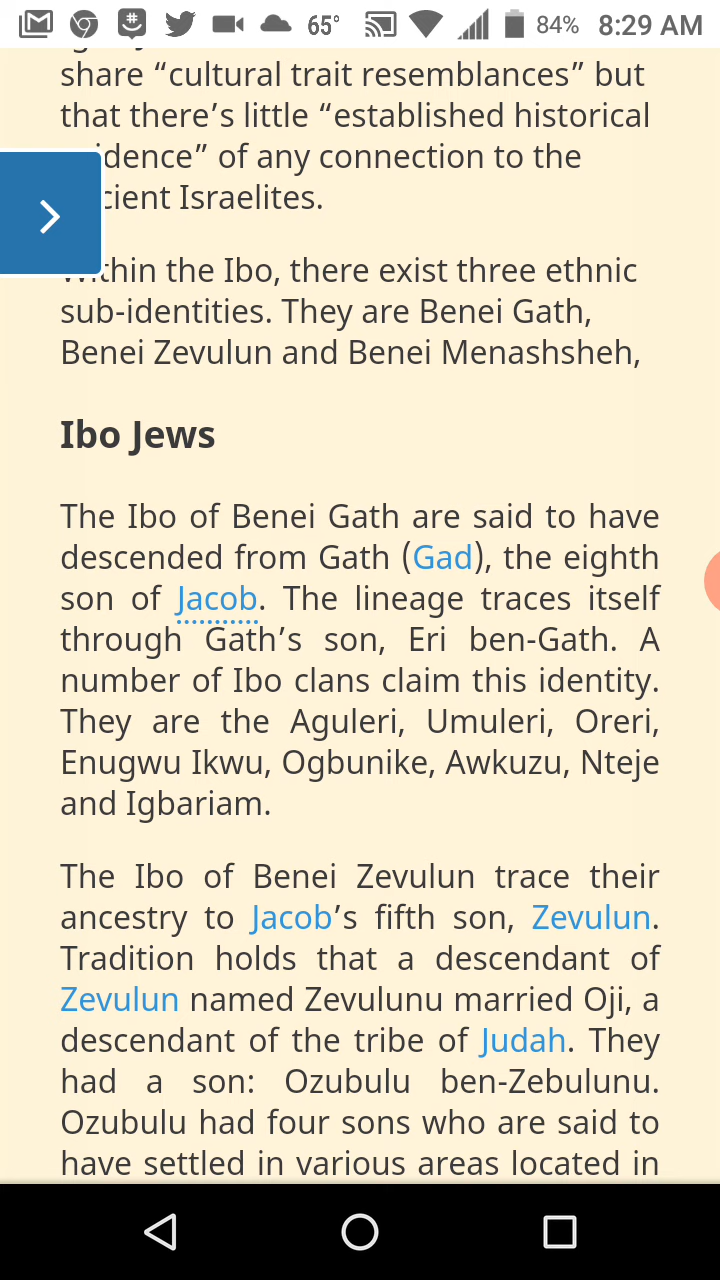 65° 84% 8:29 AM
share “cultural trait resemblances” but
that there’s little “established historical
of any connection to the
Israelites.
Within the Ibo, there exist three ethnic
sub-identities. They are Benei Gath,
Benei Zevulun and Benei Menashsheh,
Ibo Jews
The Ibo of Benei Gath are said to have
descended from Gath (Gad), the eighth
son of Jacob. The lineage traces itself
through Gath’s son, Eri ben-Gath. A
number of Ibo clans claim this identity.
They are the Aguleri, Umuleri, Oreri,
Enugwu Ikwu, Ogbunike, Awkuzu, Nteje
and Igbariam.
The Ibo of Benei Zevulun trace their
ancestry to Jacob’s fifth son, Zevulun.
Tradition holds that a descendant of
Zevulun named Zevulunu married Oji, a
descendant of the tribe of Judah. They
had a son: Ozubulu ben-Zebulunu.
Ozubulu had four sons who are said to
have settled in various areas located in